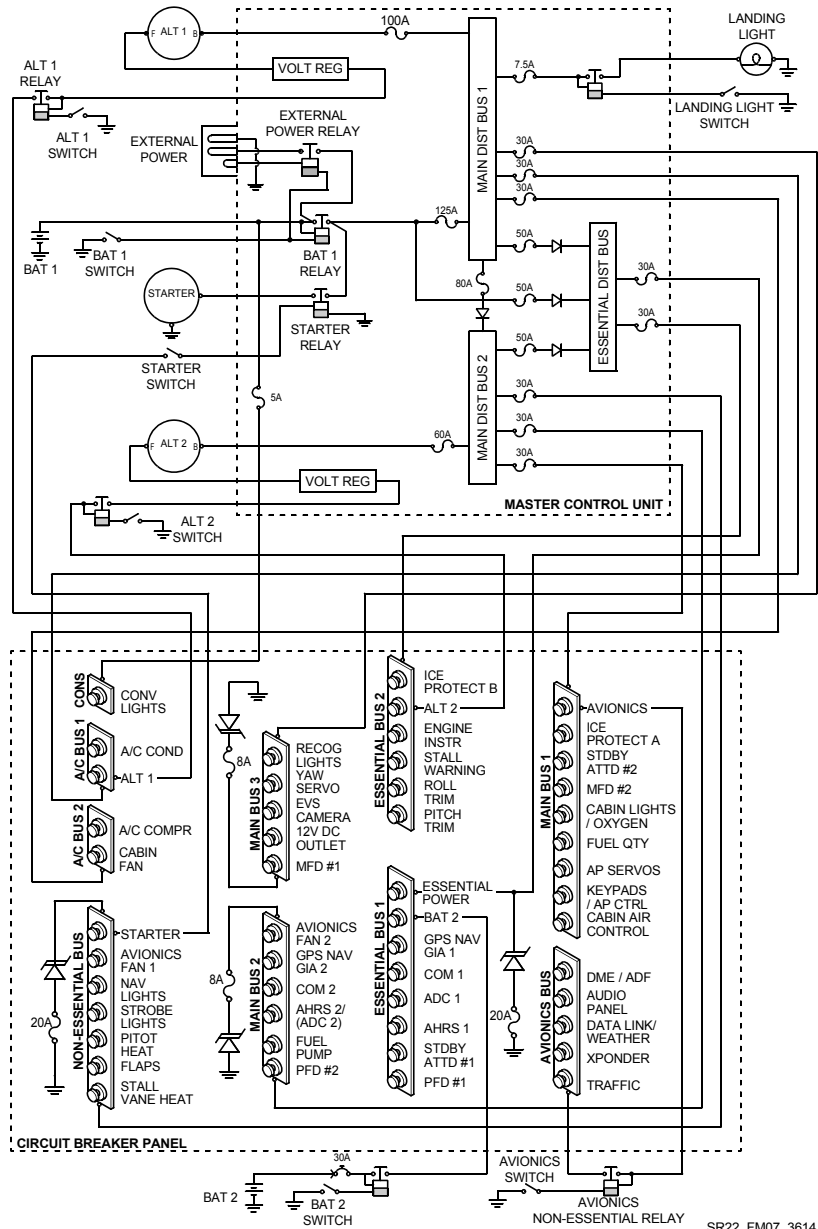 100A
LANDING
LIGHT
F
ALT 1
B
VOLT REG
ALT 1
RELAY
ALT 1
SWITCH
7.5A
LANDING LIGHT
SWITCH
EXTERNAL
POWER RELAY
EXTERNAL
POWER
MAIN DIST BUS 1
30A
30A
30A
125A
BAT 1
BAT 1
SWITCH
BAT 1
RELAY
50A
80A
50A
50A
ESSENTIAL DIST BUS
30A
30A
STARTER
STARTER
RELAY
STARTER
SWITCH
5A
MAIN DIST BUS 2
30A
30A
30A
F
ALT 2
B
60A
VOLT REG
MASTER CONTROL UNIT
ALT 2
SWITCH
CONS
CONV
LIGHTS
A/C BUS 1
A/C COND
ALT 1
A/C BUS 2
A/C COMPR
CABIN
FAN
NON-ESSENTIAL BUS
STARTER
AVIONICS
FAN 1
NAV
LIGHTS
STROBE
LIGHTS
PITOT
HEAT
FLAPS
STALL
VANE HEAT
20A
8A
MAIN BUS 3
RECOG
LIGHTS
YAW
SERVO
EVS
CAMERA
12V DC
OUTLET
MFD #1
8A
MAIN BUS 2
AVIONICS
FAN 2
GPS NAV
GIA 2
COM 2
AHRS 2/
(ADC 2)
FUEL
PUMP
PFD #2
ESSENTIAL BUS 2
ICE
PROTECT B
ALT 2
ENGINE
INSTR
STALL
WARNING
ROLL
TRIM
PITCH
TRIM
ESSENTIAL BUS 1
ESSENTIAL
POWER
BAT 2
GPS NAV
GIA 1
COM 1
ADC 1
AHRS 1
STDBY
ATTD #1
PFD #1
20A
MAIN BUS 1
AVIONICS
ICE
PROTECT A
STDBY
ATTD #2
MFD #2
CABIN LIGHTS
/ OXYGEN
FUEL QTY
AP SERVOS
KEYPADS
/ AP CTRL
CABIN AIR
CONTROL
AVIONICS BUS
DME / ADF
AUDIO
PANEL
DATA LINK/
WEATHER
XPONDER
TRAFFIC
CIRCUIT BREAKER PANEL
30A
BAT 2
BAT 2
SWITCH
AVIONICS
SWITCH
AVIONICS
NON-ESSENTIAL RELAY
SR22_FM07_3614